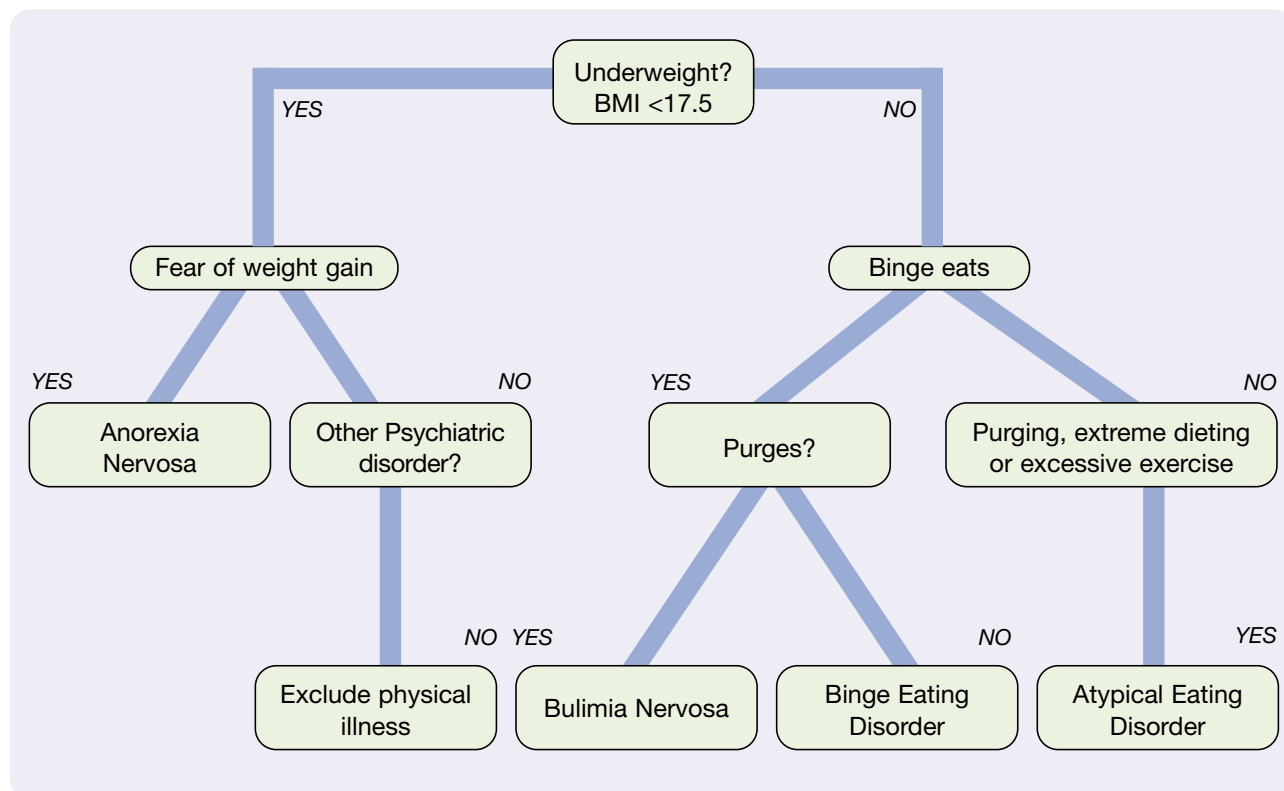 Underweight?
BMI <17.5
YES
NO
Fear of weight gain
Binge eats
YES
NO
YES
NO
Anorexia
Nervosa
Other Psychiatric
disorder?
Purges?
Purging, extreme dieting
or excessive exercise
NO
YES
NO
YES
Exclude physical
illness
Bulimia Nervosa
Binge Eating
Disorder
Atypical Eating
Disorder